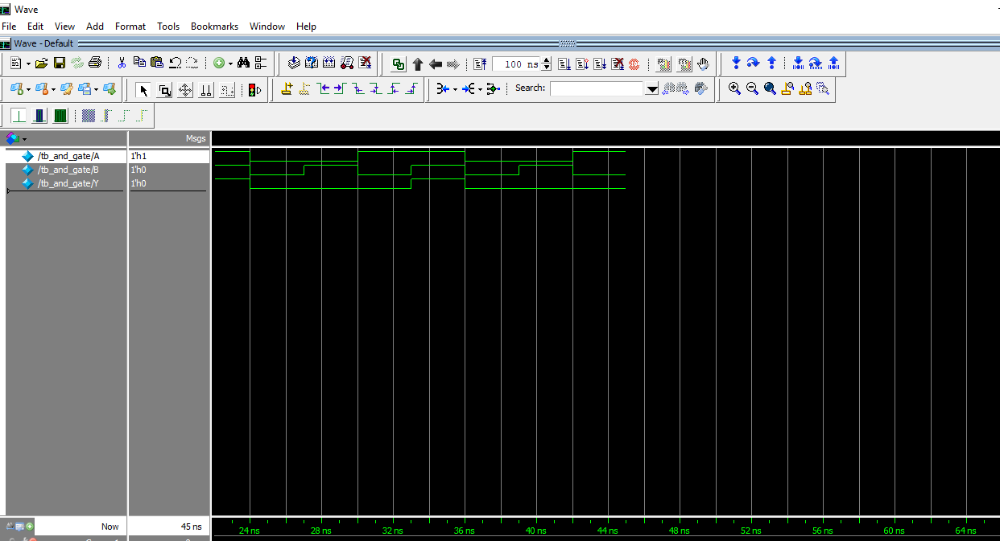 Wave
File Edit View Add Format Tools Bookmarks Window Help
Wave - Default
100 ns
Search:
Msgs
/tb_and_gate/A 1'h1
/tb_and_gate/B 1'h0
/tb_and_gate/Y 1'h0
Now 45 ns
24 ns 28 ns 32 ns 36 ns 40 ns 44 ns 48 ns 52 ns 56 ns 60 ns 64 ns